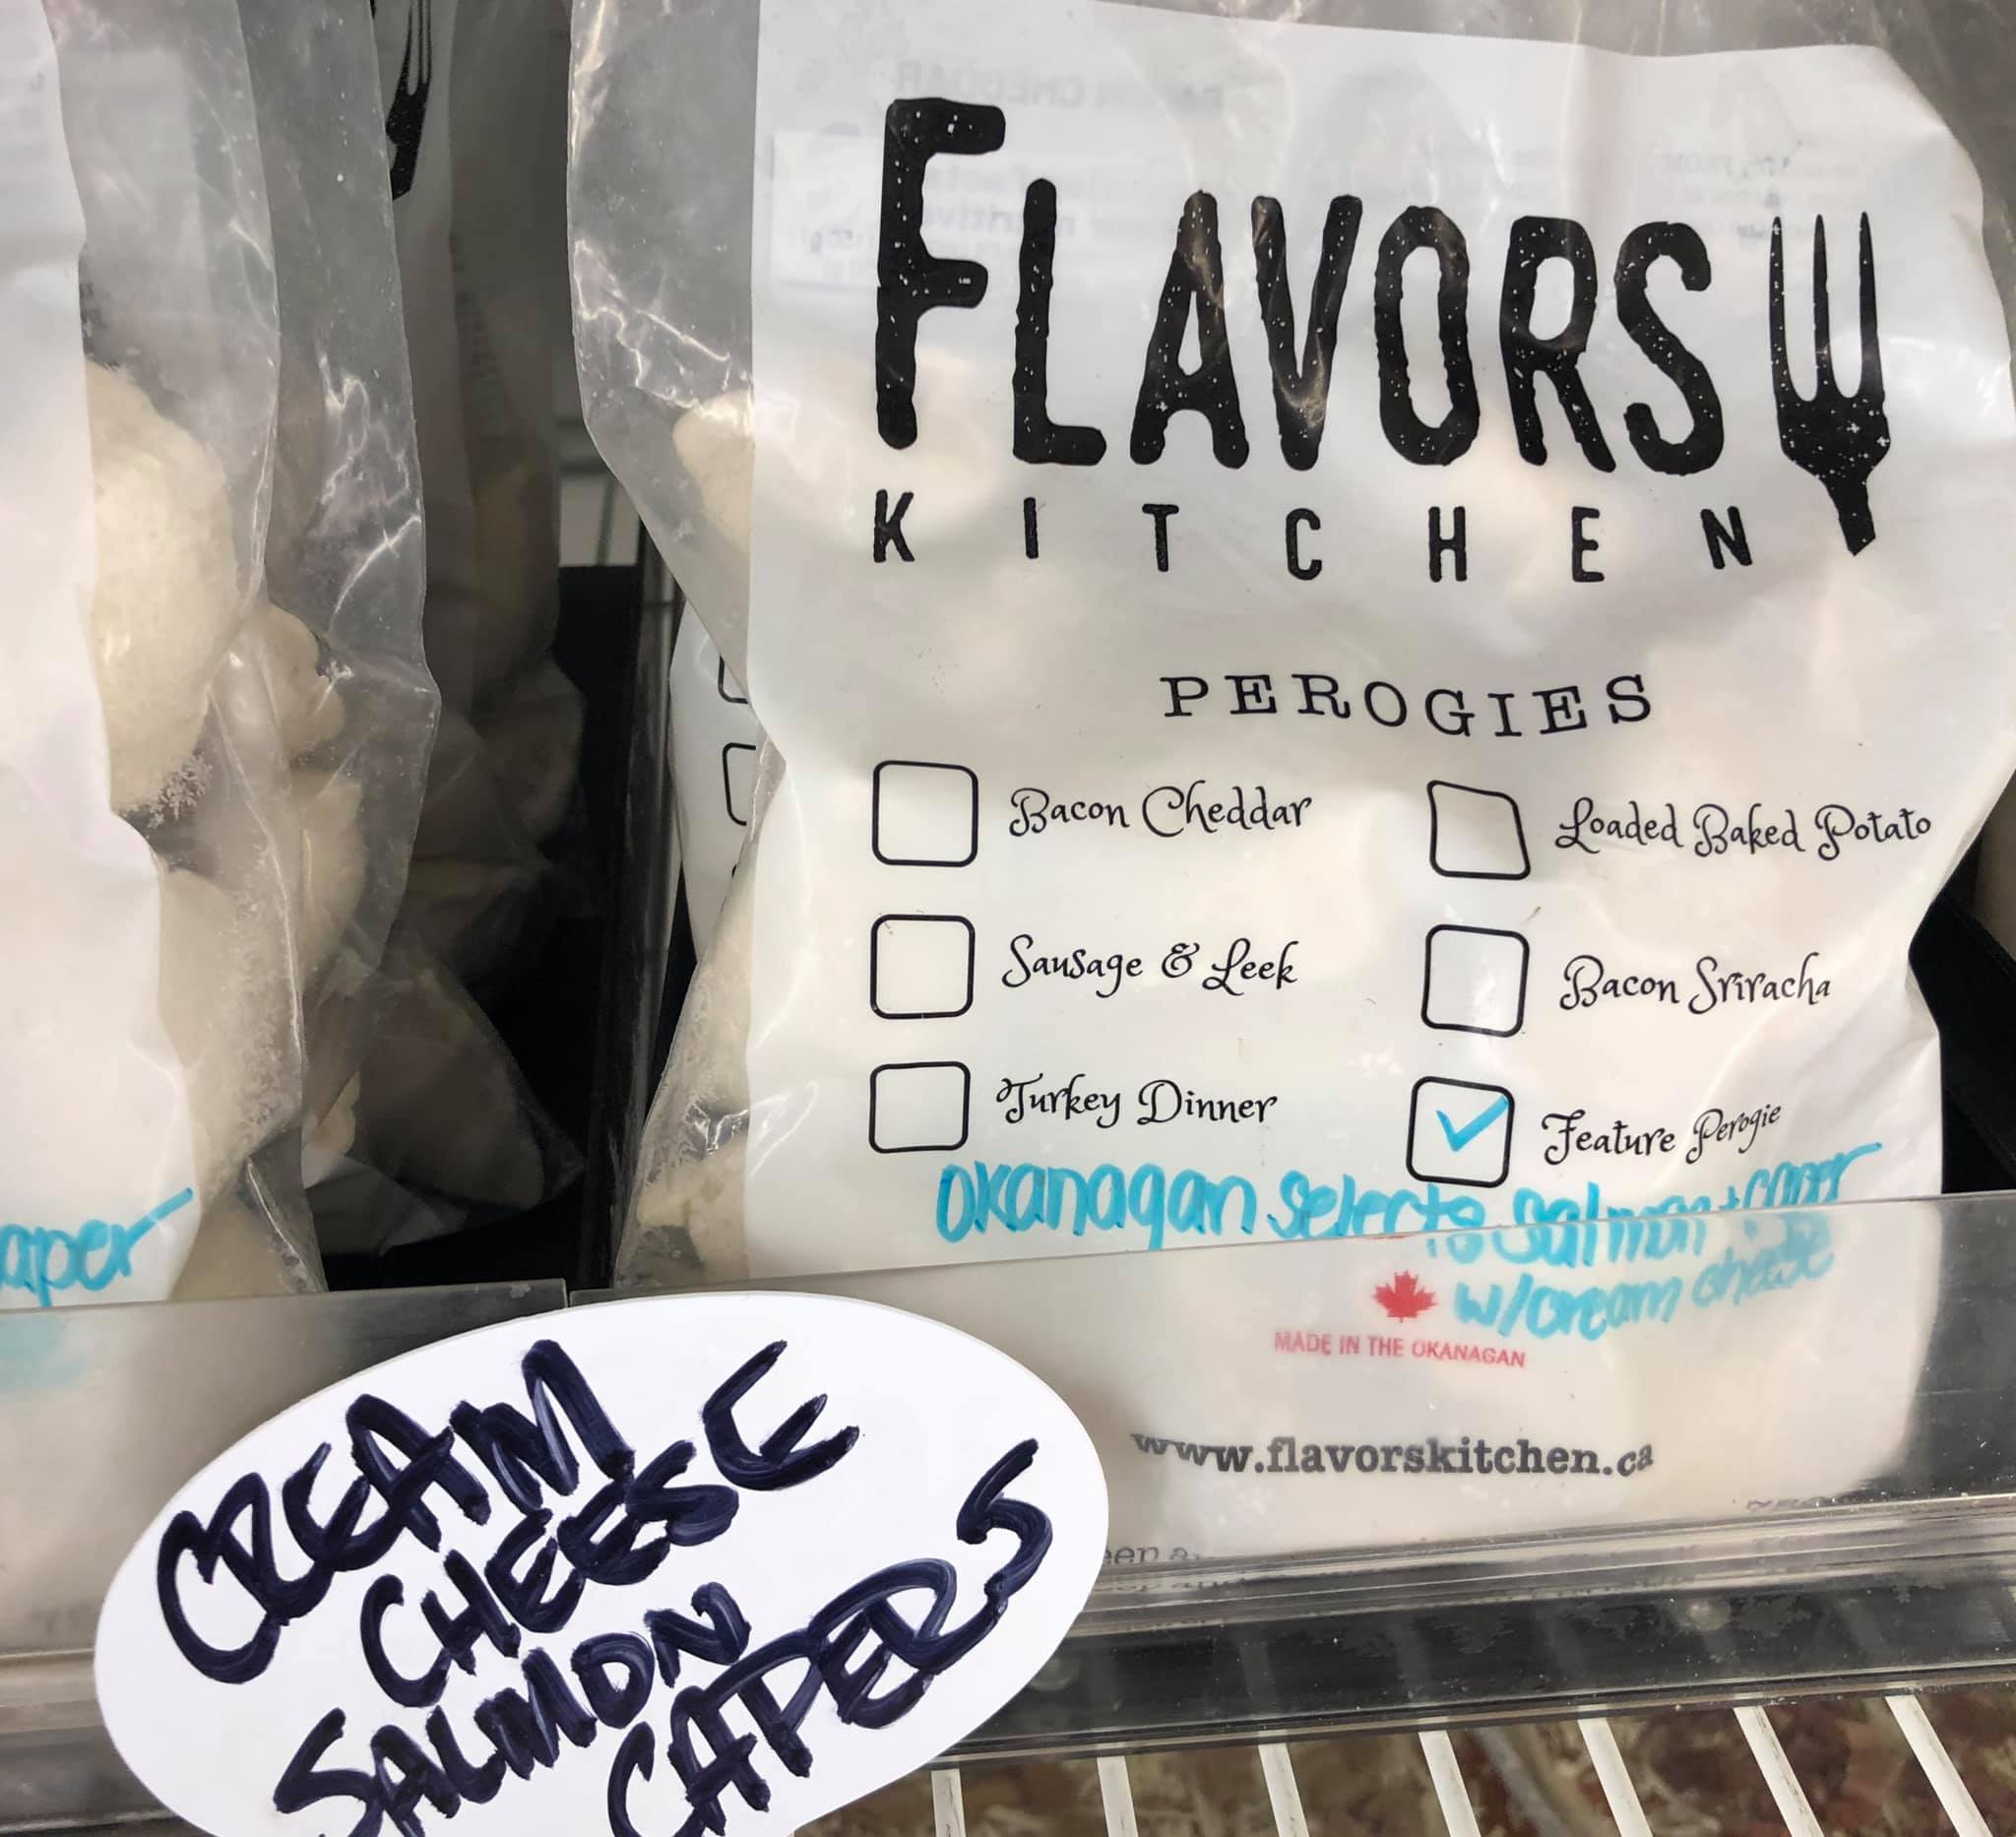 FLAVORS
KITCHEN
PEROGIES
Bacon Cheddar
Loaded Baked Potato
Sausage & Leek
Bacon Sriracha
Turkey Dinner
Feature Perogie
Okanagan Selects Salmon + caper
w/cream cheese
MADE IN THE OKANAGAN
www.flavorskitchen.ca
aper
CREAM
CHEESE
SALMON
CAPERS